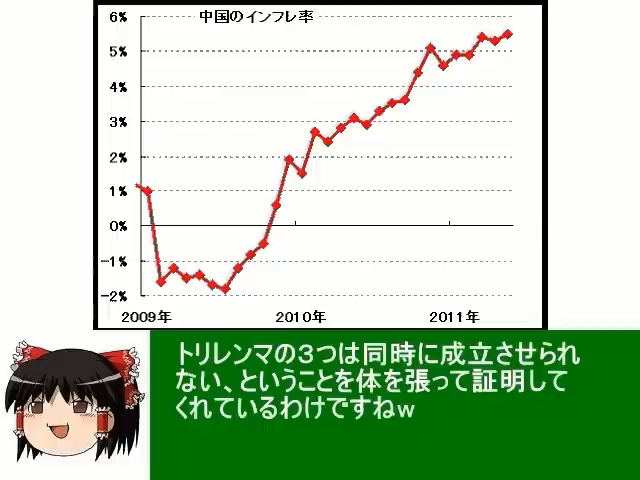 中国のインフレ率
6%
5%
4%
3%
2%
1%
0%
-1%
-2%
2009年 2010年 2011年
トリレンマの３つは同時に成立させられ
ない、ということを体を張って証明して
くれているわけですねｗ